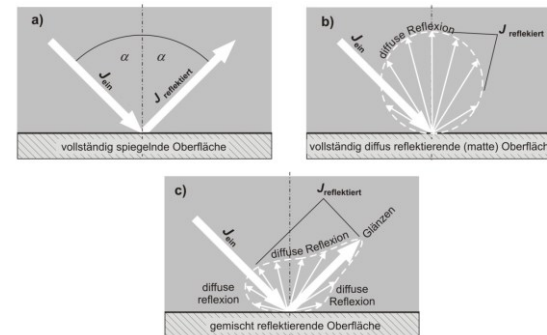 a)
α
α
J ein
J reflektiert
vollständig spiegelnde Oberfläche
b)
J ein
diffuse Reflexion
J reflektiert
vollständig diffus reflektierende (matte) Oberfläch
c)
J ein
J reflektiert
diffuse Reflexion
Glänzen
diffuse
reflexion
diffuse
Reflexion
gemischt reflektierende Oberfläche